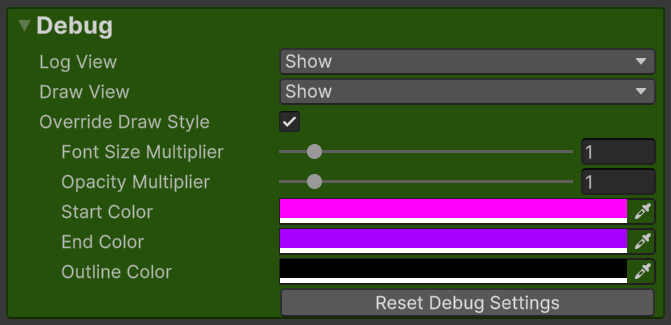 Debug
Log View Show
Draw View Show
Override Draw Style
Font Size Multiplier 1
Opacity Multiplier 1
Start Color
End Color
Outline Color
Reset Debug Settings